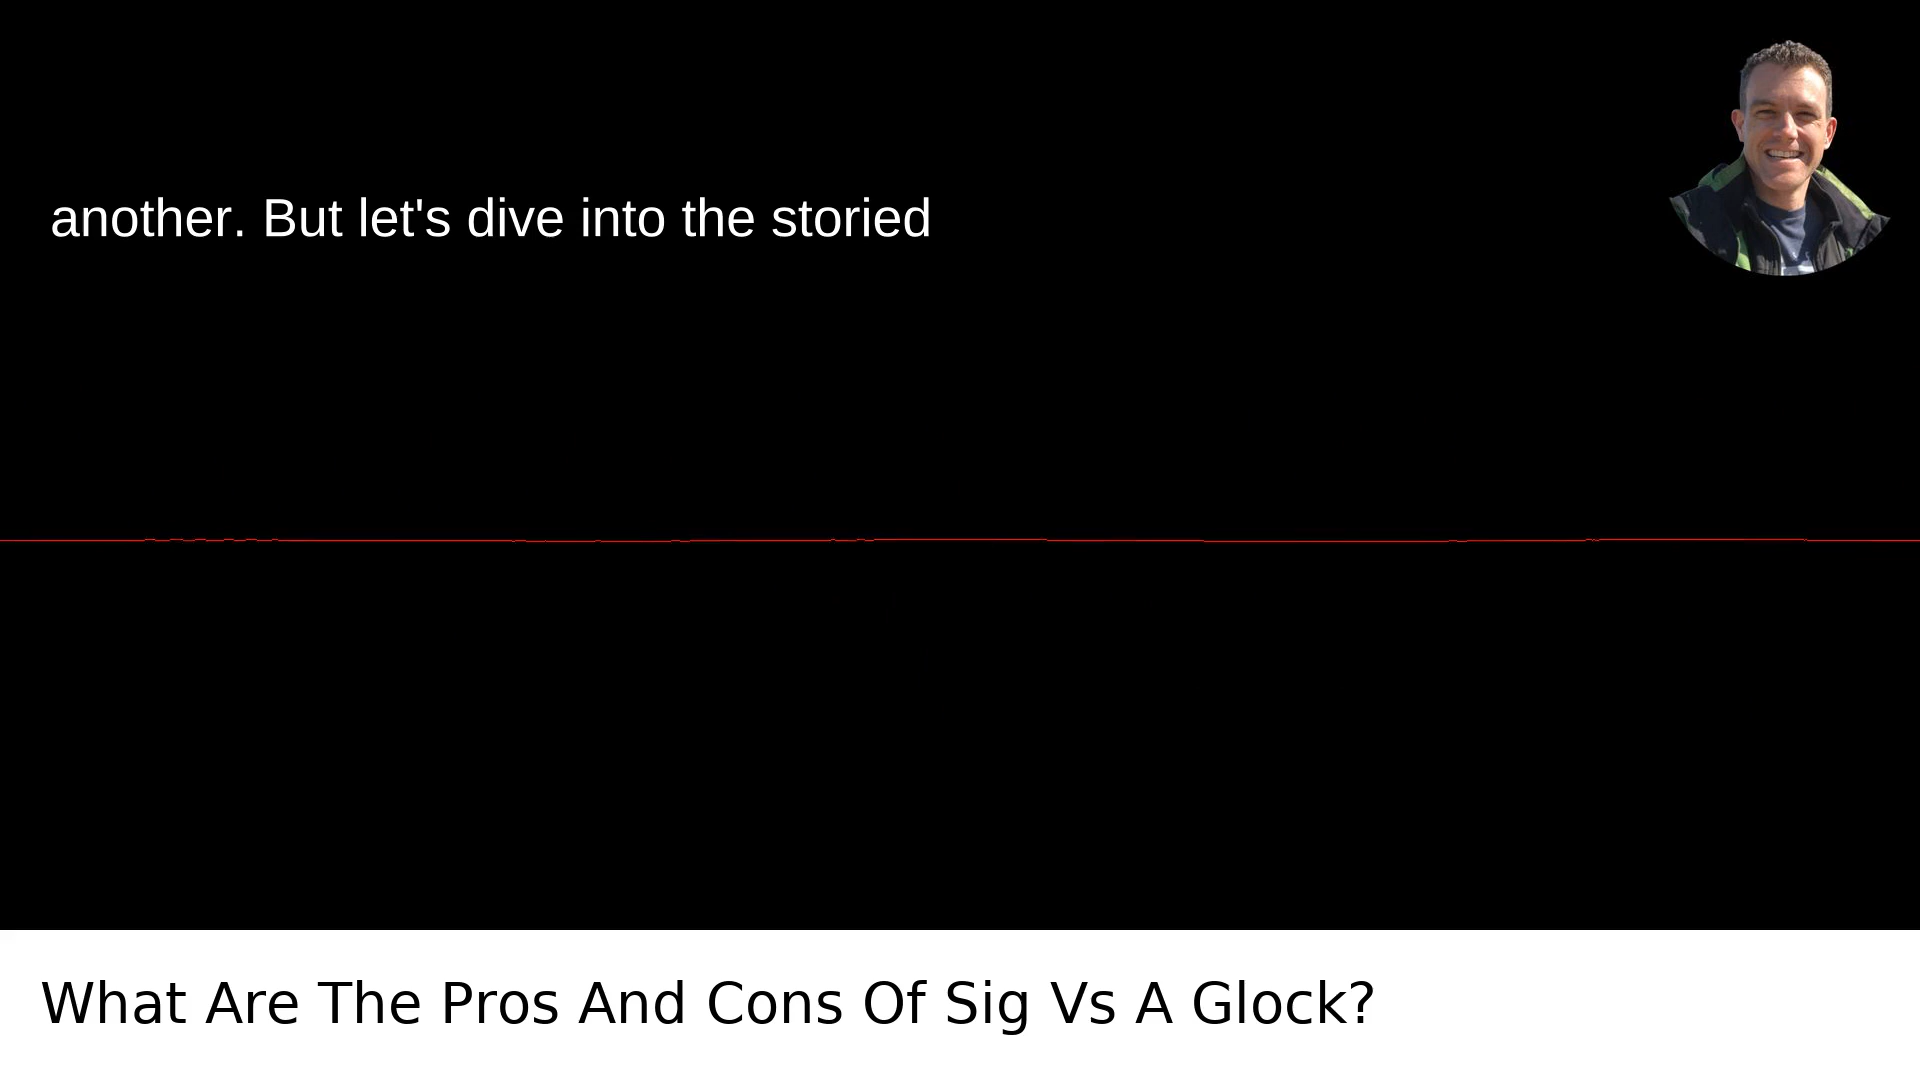 another. But let's dive into the storied
What Are The Pros And Cons Of Sig Vs A Glock?